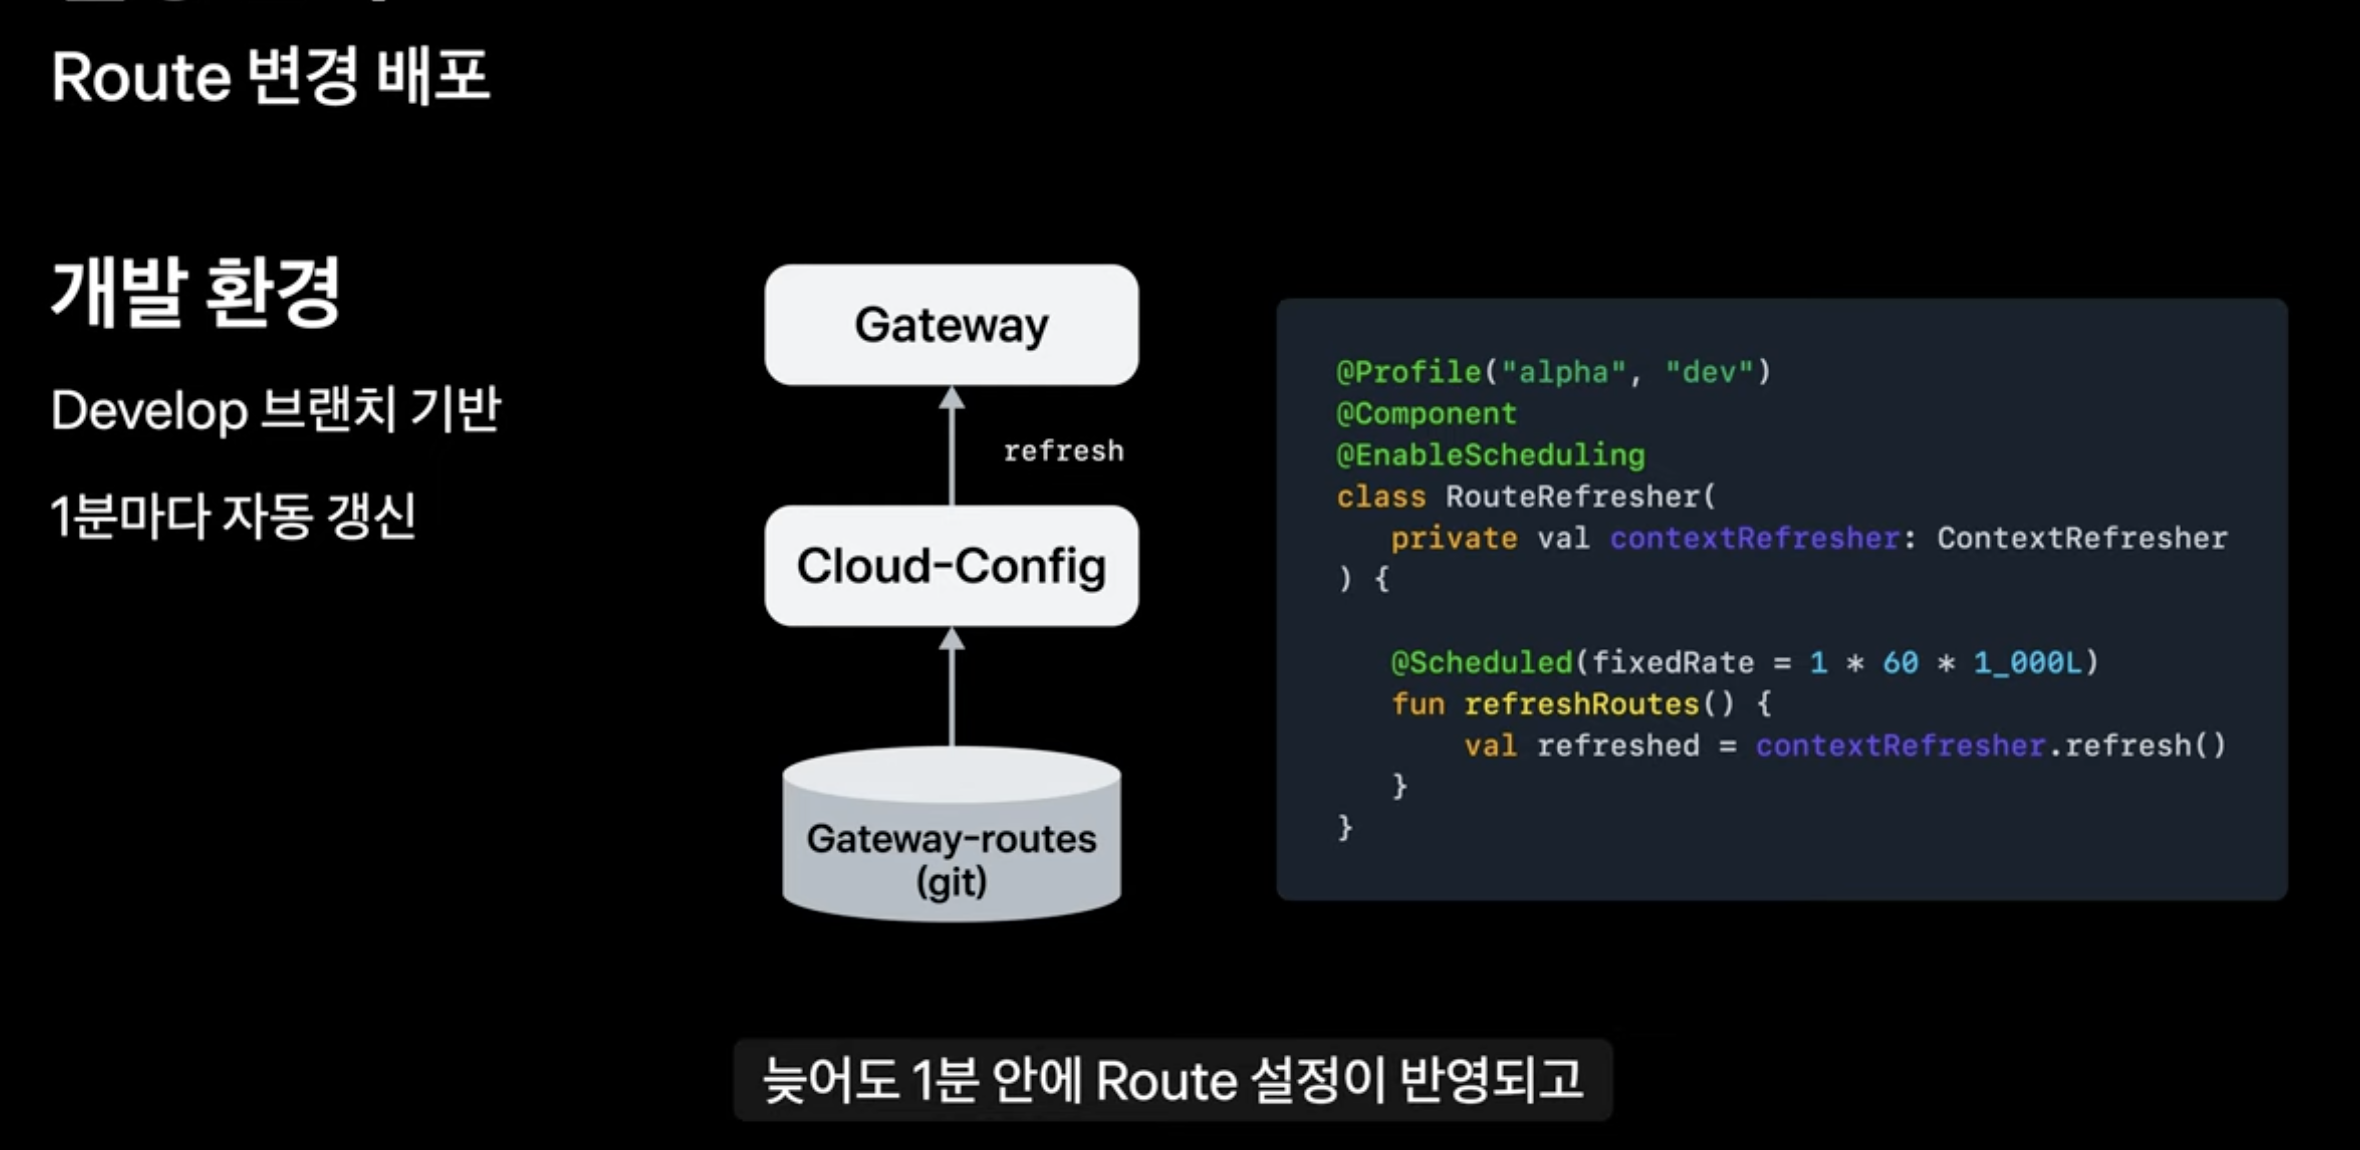 Route 변경 배포
개발 환경
Develop 브랜치 기반
1분마다 자동 갱신
Gateway
refresh
Cloud-Config
Gateway-routes
(git)
@Profile("alpha", "dev")
@Component
@EnableScheduling
class RouteRefresher(
    private val contextRefresher: ContextRefresher
) {
    @Scheduled(fixedRate = 1 * 60 * 1_000L)
    fun refreshRoutes() {
        val refreshed = contextRefresher.refresh()
    }
}
늦어도 1분 안에 Route 설정이 반영되고